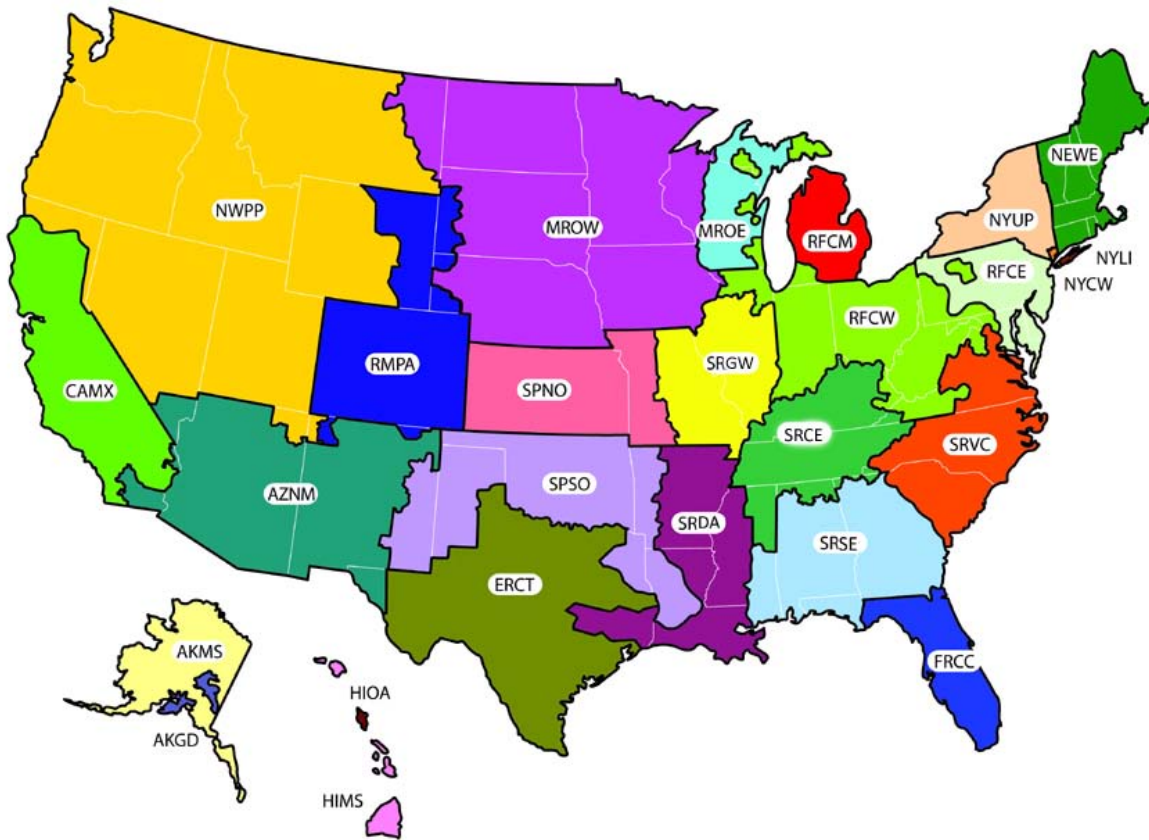 NEWE
NWPP
MROW
MROE
RFCM
NYUP
NYLI
NYCW
RFCE
RFCW
RMPA
SRGW
CAMX
SPNO
SRCE
SRVC
AZNM
SPSO
SRDA
SRSE
ERCT
AKMS
FRCC
HIOA
AKGD
HIMS